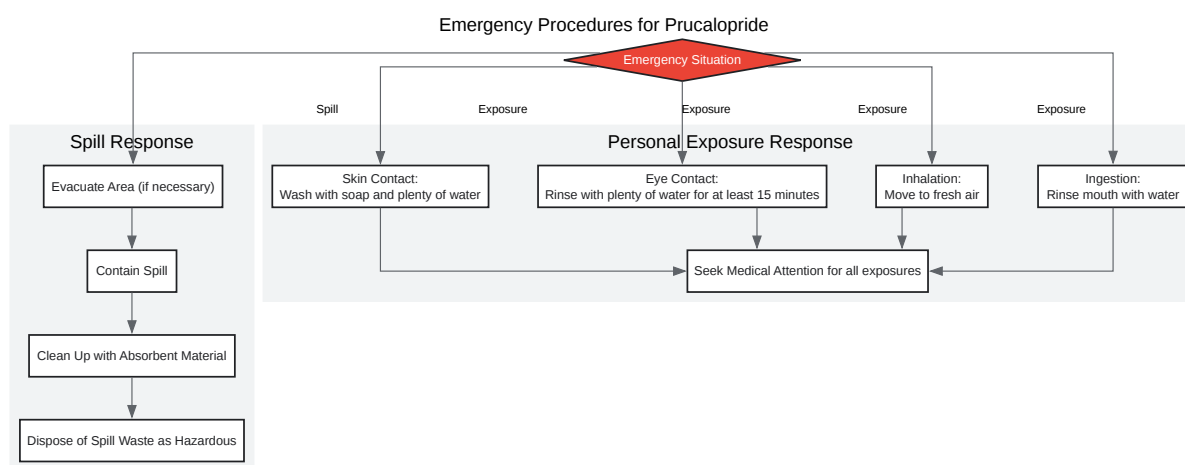 Emergency Procedures for Prucalopride
Emergency Situation
Spill
Exposure
Exposure
Exposure
Exposure
Spill Response
Personal Exposure Response
Evacuate Area (if necessary)
Skin Contact:
Wash with soap and plenty of water
Eye Contact:
Rinse with plenty of water for at least 15 minutes
Inhalation:
Move to fresh air
Ingestion:
Rinse mouth with water
Contain Spill
Seek Medical Attention for all exposures
Clean Up with Absorbent Material
Dispose of Spill Waste as Hazardous